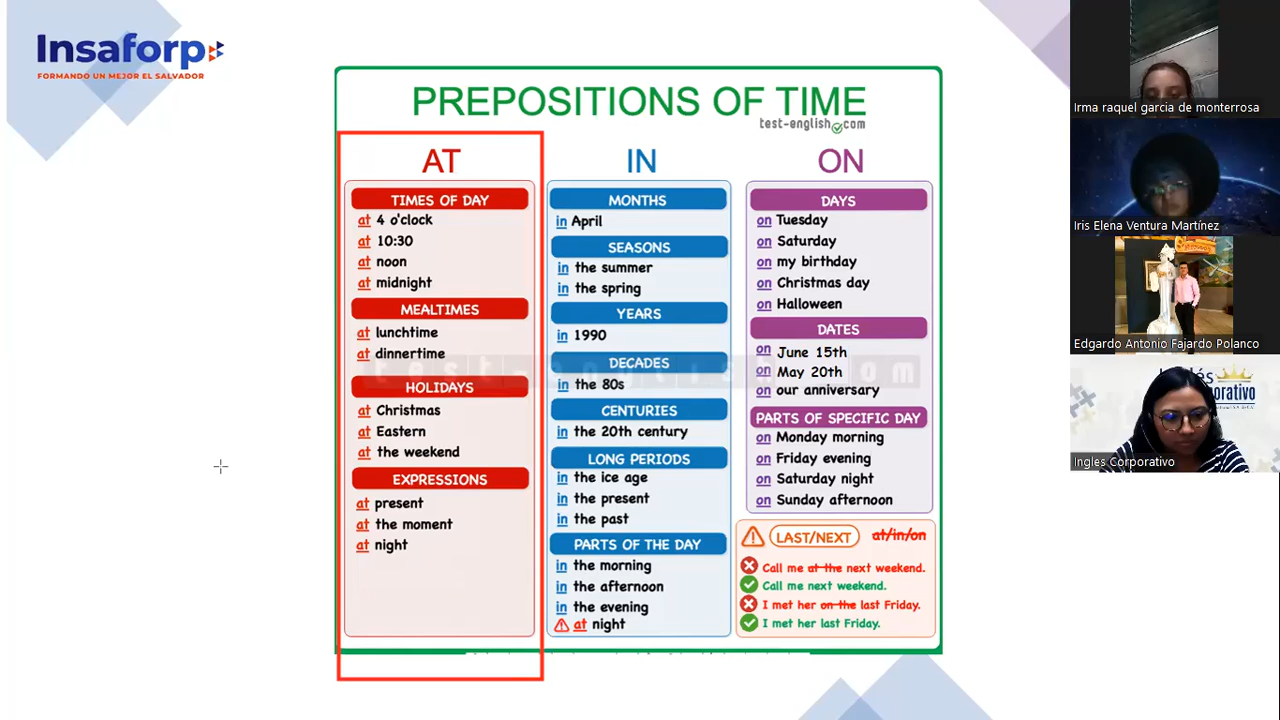 Insaforp
FORMANDO UN MEJOR EL SALVADOR
PREPOSITIONS OF TIME
test-english.com
AT
TIMES OF DAY
at 4 o'clock
at 10:30
at noon
at midnight
MEALTIMES
at lunchtime
at dinnertime
HOLIDAYS
at Christmas
at Eastern
at the weekend
EXPRESSIONS
at present
at the moment
at night
IN
MONTHS
in April
SEASONS
in the summer
in the spring
YEARS
in 1990
DECADES
in the 80s
CENTURIES
in the 20th century
LONG PERIODS
in the ice age
in the present
in the past
PARTS OF THE DAY
in the morning
in the afternoon
in the evening
at night
ON
DAYS
on Tuesday
on Saturday
on my birthday
on Christmas day
on Halloween
DATES
on June 15th
on May 20th
on our anniversary
PARTS OF SPECIFIC DAY
on Monday morning
on Friday evening
on Saturday night
on Sunday afternoon
LAST/NEXT at/in/on
Call me at the next weekend.
Call me next weekend.
I met her on the last Friday.
I met her last Friday.
test-english.com
Irma raquel garcia de monterrosa
Iris Elena Ventura Martínez
Edgardo Antonio Fajardo Polanco
Ingles Corporativo